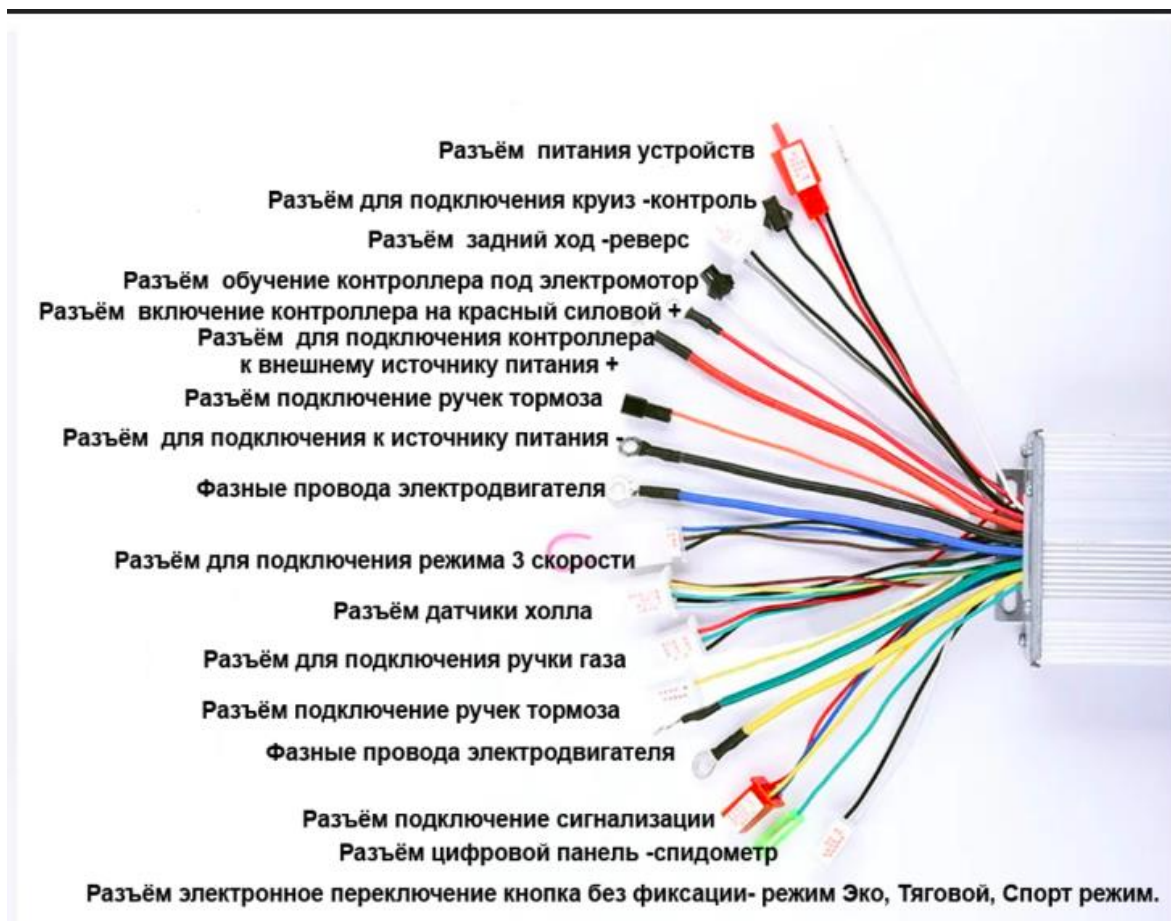 Разъём питания устройств
Разъём для подключения круиз -контроль
Разъём задний ход -реверс
Разъём обучение контроллера под электромотор
Разъём включение контроллера на красный силовой +
Разъём для подключения контроллера
к внешнему источнику питания +
Разъём подключение ручек тормоза
Разъём для подключения к источнику питания -
Фазные провода электродвигателя
Разъём для подключения режима 3 скорости
Разъём датчики холла
Разъём для подключения ручки газа
Разъём подключение ручек тормоза
Фазные провода электродвигателя
Разъём подключение сигнализации
Разъём цифровой панель -спидометр
Разъём электронное переключение кнопка без фиксации- режим Эко, Тяговой, Спорт режим.